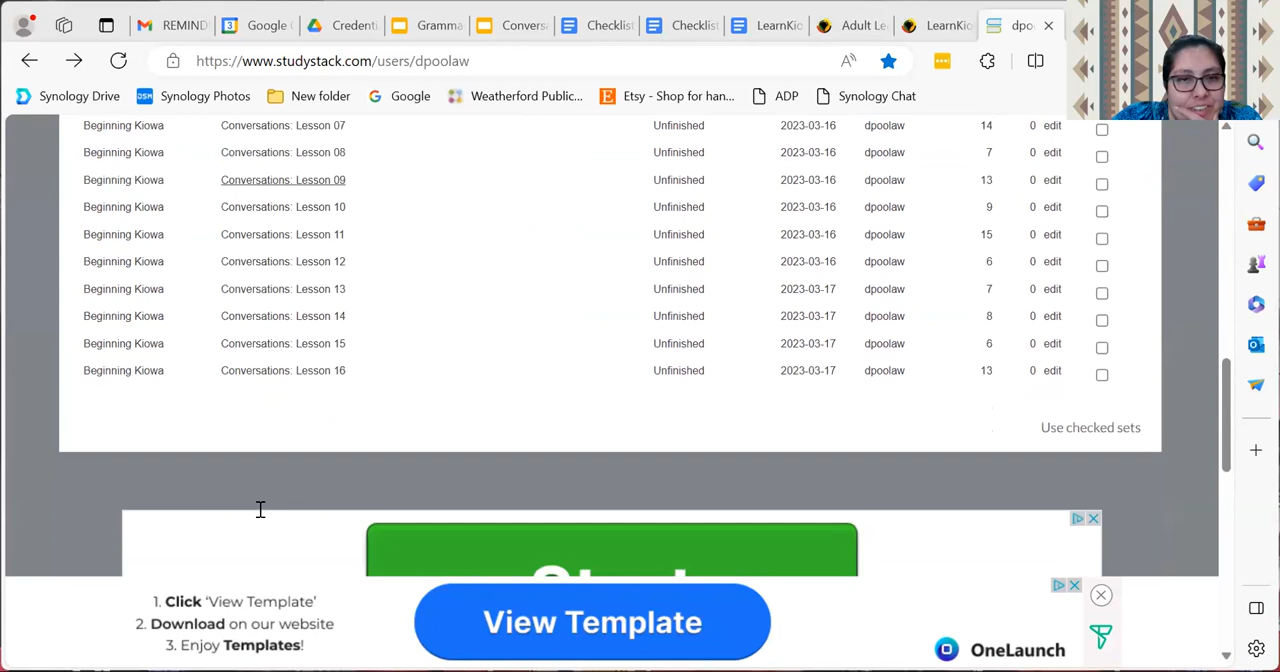 REMIND Google Credenti Gramma Convers Checklist Checklist LearnKio Adult Le LearnKio dpo
https://www.studystack.com/users/dpoolaw
Synology Drive Synology Photos New folder Google Weatherford Public... Etsy - Shop for han... ADP Synology Chat
Beginning Kiowa Conversations: Lesson 07 Unfinished 2023-03-16 dpoolaw 14 0 edit
Beginning Kiowa Conversations: Lesson 08 Unfinished 2023-03-16 dpoolaw 7 0 edit
Beginning Kiowa Conversations: Lesson 09 Unfinished 2023-03-16 dpoolaw 13 0 edit
Beginning Kiowa Conversations: Lesson 10 Unfinished 2023-03-16 dpoolaw 9 0 edit
Beginning Kiowa Conversations: Lesson 11 Unfinished 2023-03-16 dpoolaw 15 0 edit
Beginning Kiowa Conversations: Lesson 12 Unfinished 2023-03-16 dpoolaw 6 0 edit
Beginning Kiowa Conversations: Lesson 13 Unfinished 2023-03-17 dpoolaw 7 0 edit
Beginning Kiowa Conversations: Lesson 14 Unfinished 2023-03-17 dpoolaw 8 0 edit
Beginning Kiowa Conversations: Lesson 15 Unfinished 2023-03-17 dpoolaw 6 0 edit
Beginning Kiowa Conversations: Lesson 16 Unfinished 2023-03-17 dpoolaw 13 0 edit
Use checked sets
1. Click ‘View Template’
2. Download on our website
3. Enjoy Templates!
View Template
OneLaunch